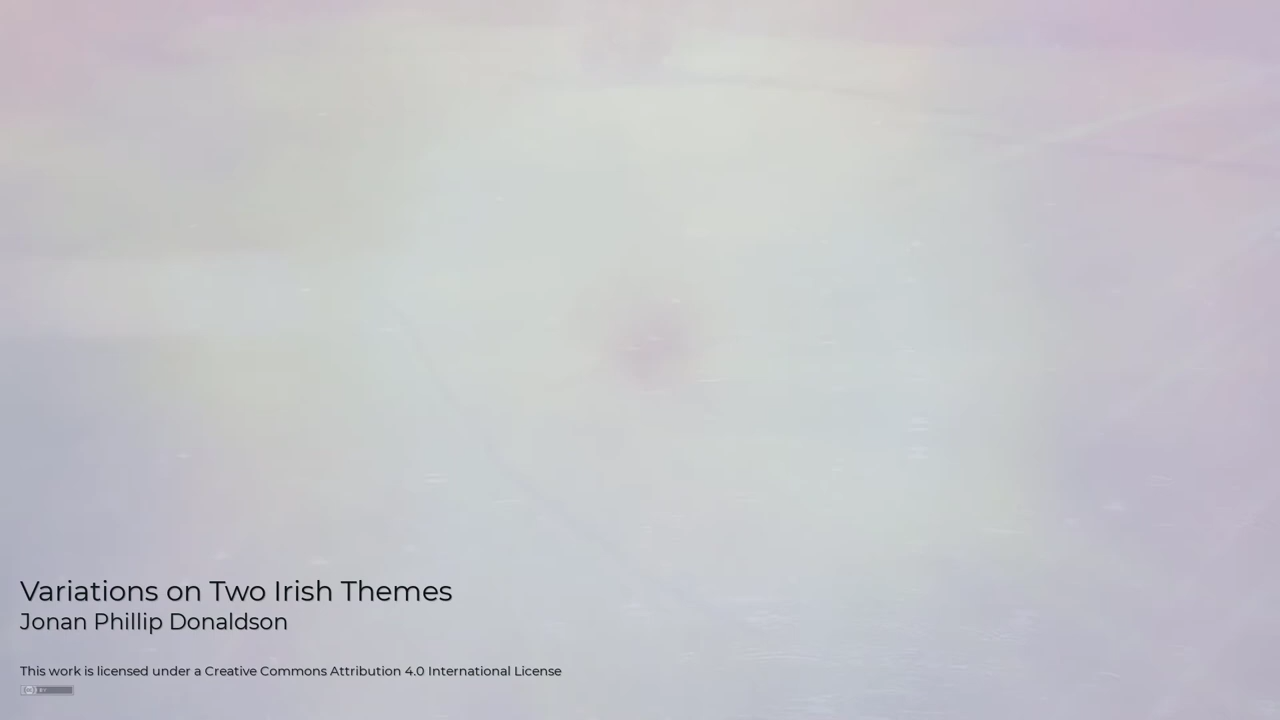 Variations on Two Irish Themes
Jonan Phillip Donaldson
This work is licensed under a Creative Commons Attribution 4.0 International License